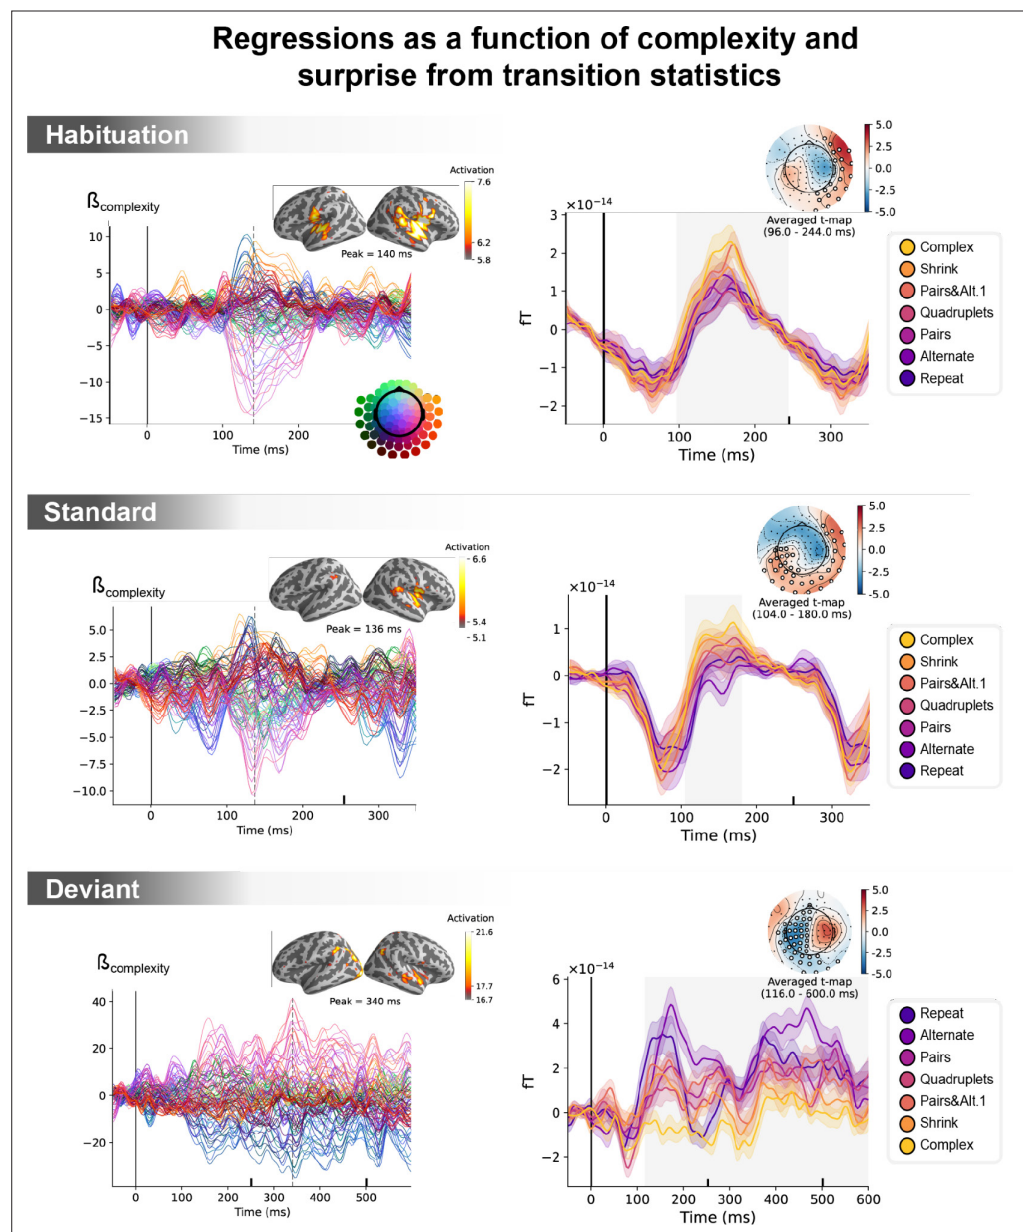 Regressions as a function of complexity and
surprise from transition statistics
Habituation
ßcomplexity
Activation
7.6
6.2
5.8
Peak = 140 ms
10
5
0
−5
−10
−15
0
100
200
Time (ms)
5.0
2.5
0.0
-2.5
-5.0
Averaged t-map
(96.0 - 244.0 ms)
×10⁻¹⁴
3
2
1
0
−1
−2
fT
0
100
200
300
Time (ms)
Complex
Shrink
Pairs&Alt.1
Quadruplets
Pairs
Alternate
Repeat
Standard
ßcomplexity
Activation
6.6
5.4
5.1
Peak = 136 ms
5.0
2.5
0.0
−2.5
−5.0
−7.5
−10.0
0
100
200
300
Time (ms)
5.0
2.5
0.0
-2.5
-5.0
Averaged t-map
(104.0 - 180.0 ms)
×10⁻¹⁴
1
0
−1
−2
fT
0
100
200
300
Time (ms)
Complex
Shrink
Pairs&Alt.1
Quadruplets
Pairs
Alternate
Repeat
Deviant
ßcomplexity
Activation
21.6
17.7
16.7
Peak = 340 ms
40
20
0
−20
0
100
200
300
400
500
Time (ms)
5.0
2.5
0.0
-2.5
-5.0
Averaged t-map
(116.0 - 600.0 ms)
×10⁻¹⁴
6
4
2
0
−2
fT
0
100
200
300
400
500
600
Time (ms)
Repeat
Alternate
Pairs
Quadruplets
Pairs&Alt.1
Shrink
Complex